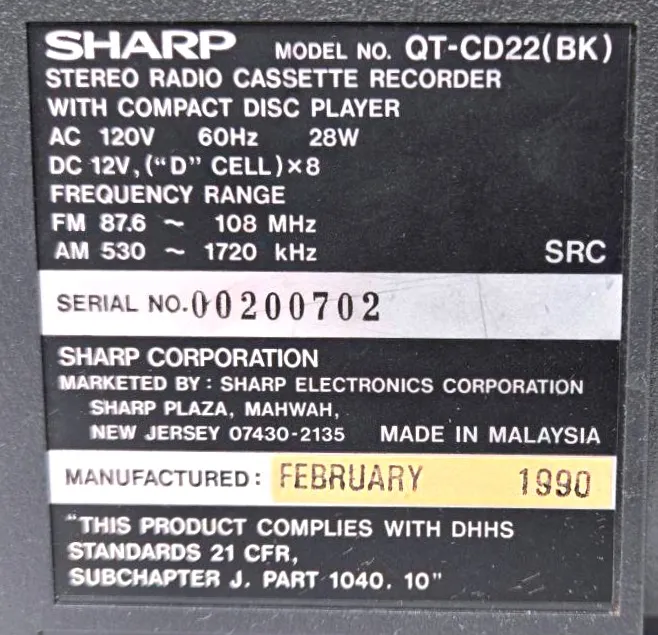 SHARP MODEL NO. QT-CD22(BK)
STEREO RADIO CASSETTE RECORDER
WITH COMPACT DISC PLAYER
AC 120V 60Hz 28W
DC 12V, ("D" CELL)×8
FREQUENCY RANGE
FM 87.6 ~ 108 MHz
AM 530 ~ 1720 kHz SRC
SERIAL NO. 00200702
SHARP CORPORATION
MARKETED BY : SHARP ELECTRONICS CORPORATION
SHARP PLAZA, MAHWAH,
NEW JERSEY 07430-2135 MADE IN MALAYSIA
MANUFACTURED : FEBRUARY 1990
"THIS PRODUCT COMPLIES WITH DHHS
STANDARDS 21 CFR,
SUBCHAPTER J. PART 1040. 10"